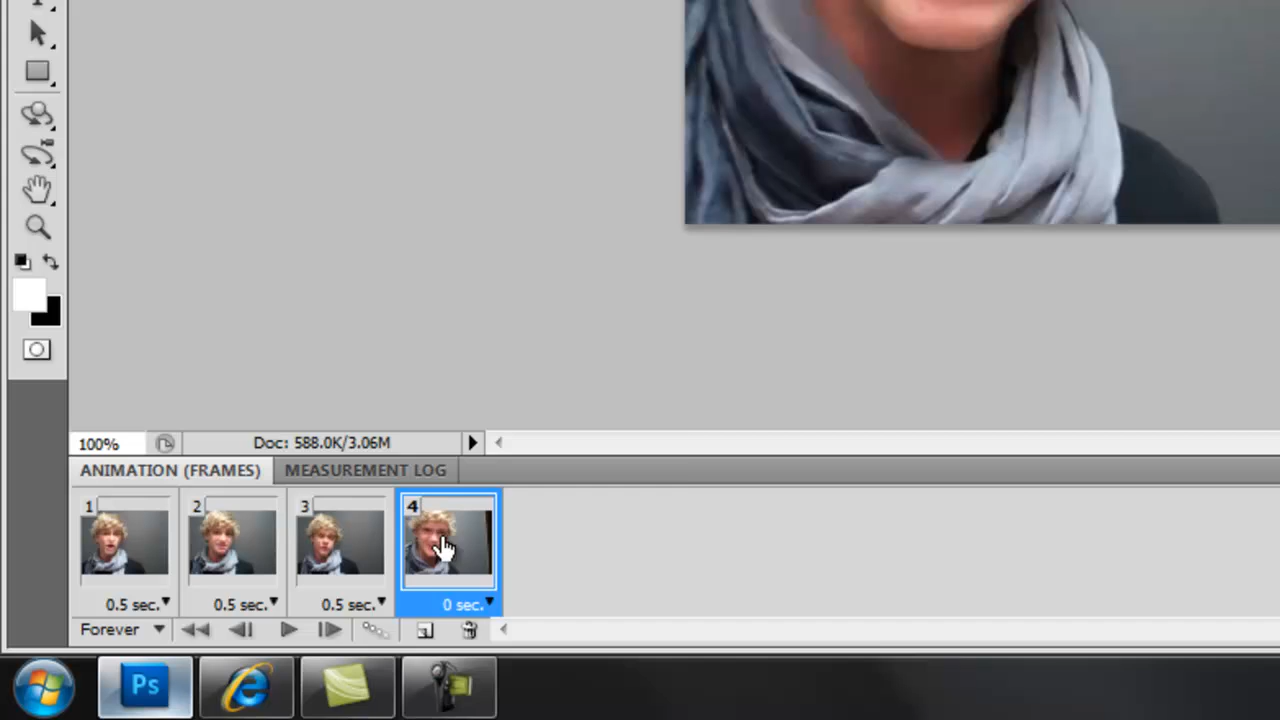 100% Doc: 588.0K/3.06M
ANIMATION (FRAMES) MEASUREMENT LOG
1 2 3 4
0.5 sec. 0.5 sec. 0.5 sec. 0 sec.
Forever
Ps